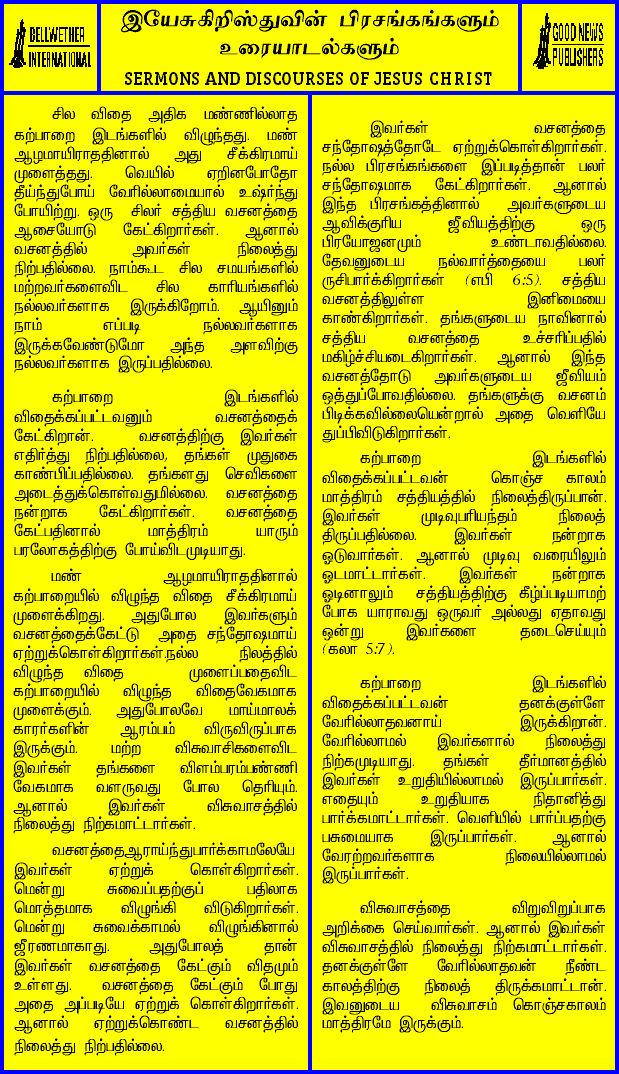 BELLWETHER
INTERNATIONAL
இயேசுகிறிஸ்துவின் பிரசங்கங்களும்
உரையாடல்களும்
SERMONS AND DISCOURSES OF JESUS CHRIST
GOOD NEWS
PUBLISHERS
சில விதை அதிக மண்ணில்லாத
கற்பாறை இடங்களில் விழுந்தது. மண்
ஆழமாயிராததினால் அது சீக்கிரமாய்
முளைத்தது. வெயில் ஏறினபோதோ
தீய்ந்துபோய் வேரில்லாமையால் உஷ்ர்ந்து
போயிற்று. ஒரு சிலர் சத்திய வசனத்தை
ஆசையோடு கேட்கிறார்கள். ஆனால்
வசனத்தில் அவர்கள் நிலைத்து
நிற்பதில்லை. நாம்கூட சில சமயங்களில்
மற்றவர்களைவிட சில காரியங்களில்
நல்லவர்களாக இருக்கிறோம். ஆயினும்
நாம் எப்படி நல்லவர்களாக
இருக்கவேண்டுமோ அந்த அளவிற்கு
நல்லவர்களாக இருப்பதில்லை.
கற்பாறை இடங்களில்
விதைக்கப்பட்டவனும் வசனத்தைக்
கேட்கிறான். வசனத்திற்கு இவர்கள்
எதிர்த்து நிற்பதில்லை, தங்கள் முதுகை
காண்பிப்பதில்லை. தங்களது செவிகளை
அடைத்துக்கொள்வதுமில்லை. வசனத்தை
நன்றாக கேட்கிறார்கள். வசனத்தை
கேட்பதினால் மாத்திரம் யாரும்
பரலோகத்திற்கு போய்விடமுடியாது.
மண் ஆழமாயிராததினால்
கற்பாறையில் விழுந்த விதை சீக்கிரமாய்
முளைக்கிறது. அதுபோல இவர்களும்
வசனத்தைக்கேட்டு அதை சந்தோஷமாய்
ஏற்றுக்கொள்கிறார்கள்.நல்ல நிலத்தில்
விழுந்த விதை முளைப்பதைவிட
கற்பாறையில் விழுந்த விதைவேகமாக
முளைக்கும். அதுபோலவே மாய்மாலக்
காரர்களின் ஆரம்பம் விருவிருப்பாக
இருக்கும். மற்ற விசுவாசிகளைவிட
இவர்கள் தங்களை விளம்பரம்பண்ணி
வேகமாக வளருவது போல தெரியும்.
ஆனால் இவர்கள் விசுவாசத்தில்
நிலைத்து நிற்கமாட்டார்கள்.
வசனத்தைஆராய்ந்துபார்க்காமலேயே
இவர்கள் ஏற்றுக் கொள்கிறார்கள்.
மென்று சுவைப்பதற்குப் பதிலாக
மொத்தமாக விழுங்கி விடுகிறார்கள்.
மென்று சுவைக்காமல் விழுங்கினால்
ஜீரணமாகாது. அதுபோலத் தான்
இவர்கள் வசனத்தை கேட்கும் விதமும்
உள்ளது. வசனத்தை கேட்கும் போது
அதை அப்படியே ஏற்றுக் கொள்கிறார்கள்.
ஆனால் ஏற்றுக்கொண்ட வசனத்தில்
நிலைத்து நிற்பதில்லை.
இவர்கள் வசனத்தை
சந்தோஷத்தோடே ஏற்றுக்கொள்கிறார்கள்.
நல்ல பிரசங்கங்களை இப்படித்தான் பலர்
சந்தோஷமாக கேட்கிறார்கள். ஆனால்
இந்த பிரசங்கத்தினால் அவர்களுடைய
ஆவிக்குரிய ஜீவியத்திற்கு ஒரு
பிரயோஜனமும் உண்டாவதில்லை.
தேவனுடைய நல்வார்த்தையை பலர்
ருசிபார்க்கிறார்கள் (எபி 6:5). சத்திய
வசனத்திலுள்ள இனிமையை
காண்கிறார்கள். தங்களுடைய நாவினால்
சத்திய வசனத்தை உச்சரிப்பதில்
மகிழ்ச்சியடைகிறார்கள். ஆனால் இந்த
வசனத்தோடு அவர்களுடைய ஜீவியம்
ஒத்துப்போவதில்லை. தங்களுக்கு வசனம்
பிடிக்கவில்லையென்றால் அதை வெளியே
துப்பிவிடுகிறார்கள்.
கற்பாறை இடங்களில்
விதைக்கப்பட்டவன் கொஞ்ச காலம்
மாத்திரம் சத்தியத்தில் நிலைத்திருப்பான்.
இவர்கள் முடிவுபரியந்தம் நிலைத்
திருப்பதில்லை. இவர்கள் நன்றாக
ஓடுவார்கள். ஆனால் முடிவு வரையிலும்
ஓடமாட்டார்கள். இவர்கள் நன்றாக
ஓடினாலும் சத்தியத்திற்கு கீழ்ப்படியாமற்
போக யாராவது ஒருவர் அல்லது ஏதாவது
ஒன்று இவர்களை தடைசெய்யும்
(கலா 5:7).
கற்பாறை இடங்களில்
விதைக்கப்பட்டவன் தனக்குள்ளே
வேரில்லாதவனாய் இருக்கிறான்.
வேரில்லாமல் இவர்களால் நிலைத்து
நிற்கமுடியாது. தங்கள் தீர்மானத்தில்
இவர்கள் உறுதியில்லாமல் இருப்பார்கள்.
எதையும் உறுதியாக நிதானித்து
பார்க்கமாட்டார்கள். வெளியில் பார்ப்பதற்கு
பசுமையாக இருப்பார்கள். ஆனால்
வேரற்றவர்களாக நிலையில்லாமல்
இருப்பார்கள்.
விசுவாசத்தை விறுவிறுப்பாக
அறிக்கை செய்வார்கள். ஆனால் இவர்கள்
விசுவாசத்தில் நிலைத்து நிற்கமாட்டார்கள்.
தனக்குள்ளே வேரில்லாதவன் நீண்ட
காலத்திற்கு நிலைத் திருக்கமாட்டான்.
இவனுடைய விசுவாசம் கொஞ்சகாலம்
மாத்திரமே இருக்கும்.